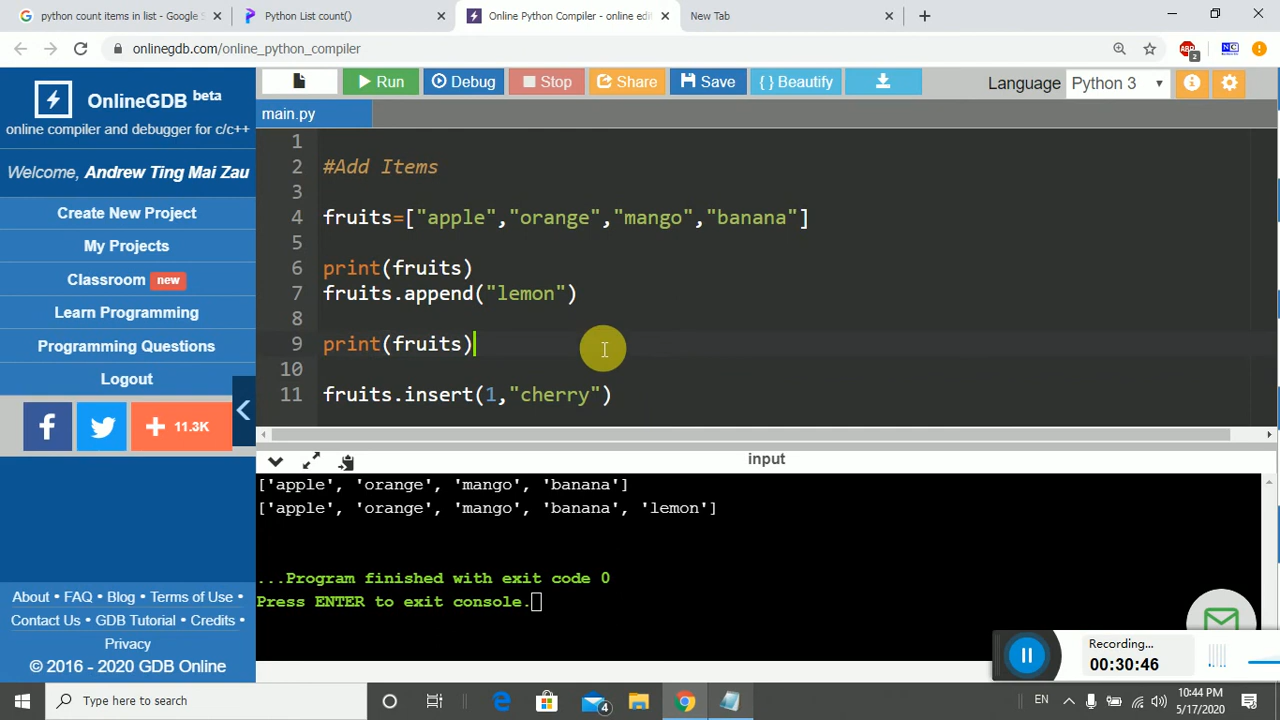 python count items in list - Google S
Python List count()
Online Python Compiler - online edi
New Tab
onlinegdb.com/online_python_compiler
ABP
2
NC
OnlineGDB beta
online compiler and debugger for c/c++
Welcome, Andrew Ting Mai Zau
Create New Project
My Projects
Classroom new
Learn Programming
Programming Questions
Logout
11.3K
About • FAQ • Blog • Terms of Use •
Contact Us • GDB Tutorial • Credits •
Privacy
© 2016 - 2020 GDB Online
Run
Debug
Stop
Share
Save
{ } Beautify
Language Python 3
main.py
1
2 #Add Items
3
4 fruits=["apple","orange","mango","banana"]
5
6 print(fruits)
7 fruits.append("lemon")
8
9 print(fruits)
10
11 fruits.insert(1,"cherry")
input
['apple', 'orange', 'mango', 'banana']
['apple', 'orange', 'mango', 'banana', 'lemon']
...Program finished with exit code 0
Press ENTER to exit console.
Recording...
00:30:46
Type here to search
4
EN
10:44 PM
5/17/2020